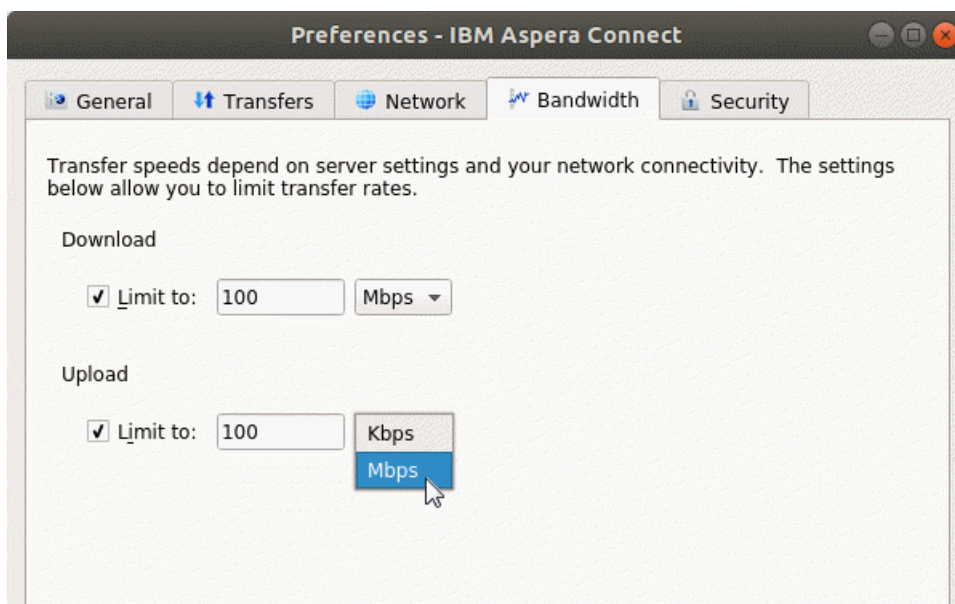 Preferences - IBM Aspera Connect
General Transfers Network Bandwidth Security
Transfer speeds depend on server settings and your network connectivity.  The settings
below allow you to limit transfer rates.
Download
Limit to: 100 Mbps
Upload
Limit to: 100 Kbps
Mbps